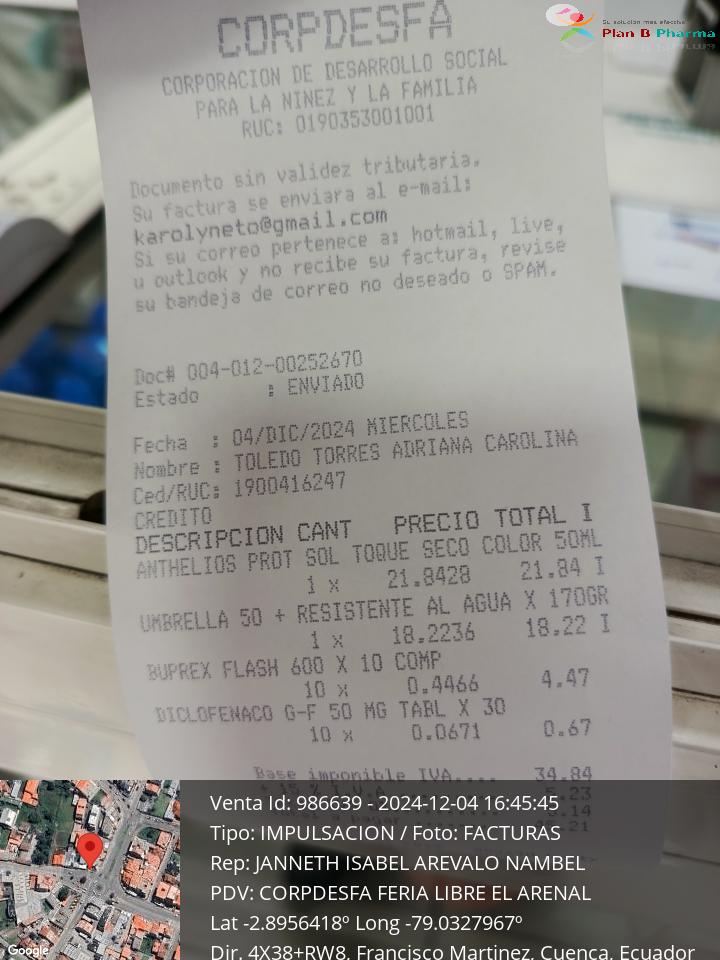 Su solución más efectiva
Plan B Pharma
CORPDESFA
CORPORACION DE DESARROLLO SOCIAL
PARA LA NINEZ Y LA FAMILIA
RUC: 0190353001001
Documento sin validez tributaria.
Su factura se enviara al e-mail:
karolyneto@gmail.com
Si su correo pertenece a: hotmail, live,
u outlook y no recibe su factura, revise
su bandeja de correo no deseado o SPAM.
Doc# 004-012-00252670
Estado : ENVIADO
Fecha : 04/DIC/2024 MIERCOLES
Nombre : TOLEDO TORRES ADRIANA CAROLINA
Ced/RUC: 1900416247
CREDITO
DESCRIPCION CANT PRECIO TOTAL I
ANTHELIOS PROT SOL TOQUE SECO COLOR 50ML
1 x 21.8428 21.84 I
UMBRELLA 50 + RESISTENTE AL AGUA X 170GR
1 x 18.2236 18.22 I
BUPREX FLASH 600 X 10 COMP
10 x 0.4466 4.47
DICLOFENACO G-F 50 MG TABL X 30
10 x 0.0671 0.67
Base imponible IVA.... 34.84
Venta Id: 986639 - 2024-12-04 16:45:45
Tipo: IMPULSACION / Foto: FACTURAS
Rep: JANNETH ISABEL AREVALO NAMBEL
PDV: CORPDESFA FERIA LIBRE EL ARENAL
Lat -2.8956418º Long -79.0327967º
Dir. 4X38+RW8, Francisco Martinez, Cuenca, Ecuador
Google